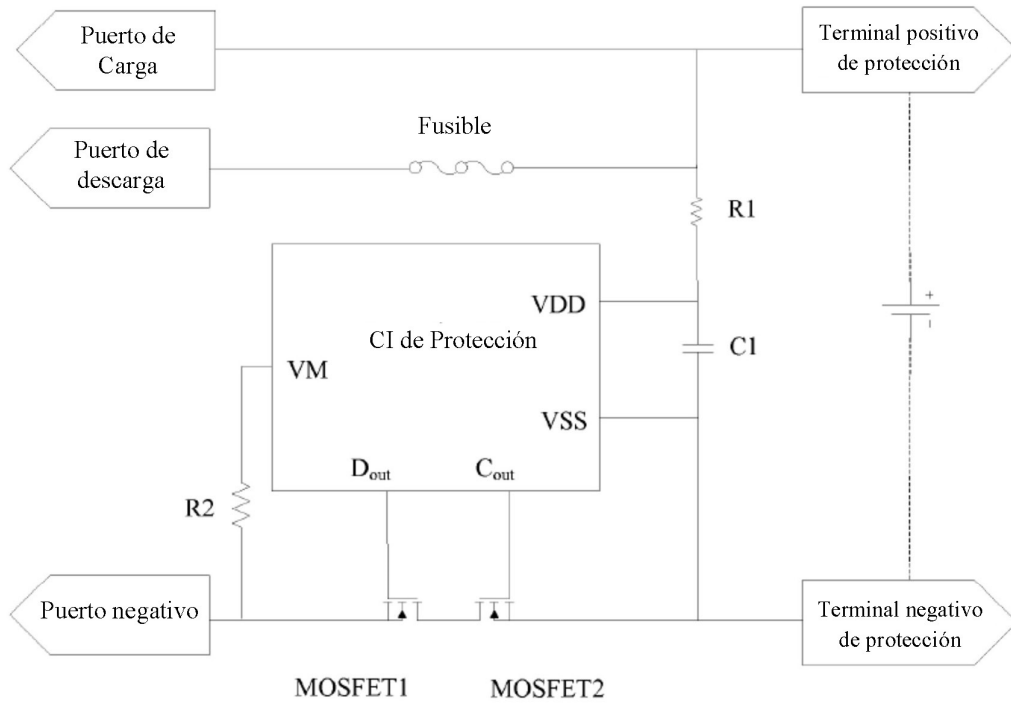 Puerto de
Carga
Terminal positivo
de protección
Fusible
Puerto de
descarga
R1
VDD
+
CI de Protección
C1
-
VM
VSS
Dout
Cout
R2
Puerto negativo
Terminal negativo
de protección
MOSFET1
MOSFET2